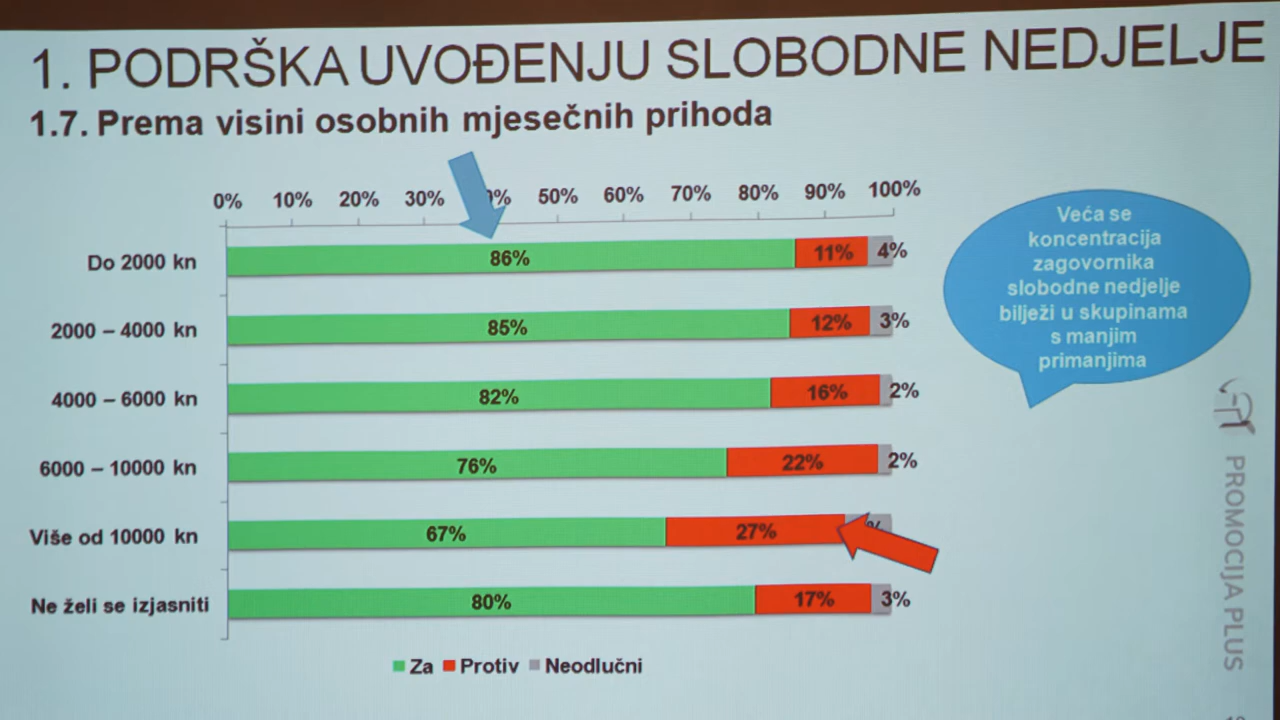 1. PODRŠKA UVOĐENJU SLOBODNE NEDJELJE
1.7. Prema visini osobnih mjesečnih prihoda
0% 10% 20% 30% 50% 60% 70% 80% 90% 100%
Do 2000 kn 86% 11% 4%
2000 – 4000 kn 85% 12% 3%
4000 – 6000 kn 82% 16% 2%
6000 – 10000 kn 76% 22% 2%
Više od 10000 kn 67% 27%
Ne želi se izjasniti 80% 17% 3%
Za Protiv Neodlučni
Veća se
koncentracija
zagovornika
slobodne nedjelje
bilježi u skupinama
s manjim
primanjima
PROMOCIJA PLUS